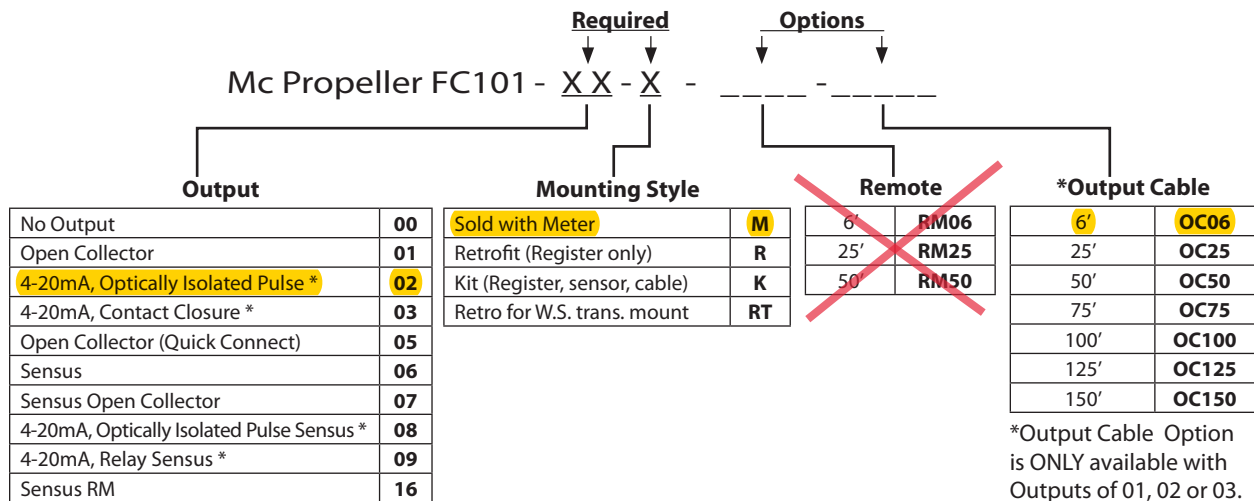 Required Options
Mc Propeller FC101 - X X - X - _ _ _ _ - _ _ _ _ _
Output
No Output 00
Open Collector 01
4-20mA, Optically Isolated Pulse * 02
4-20mA, Contact Closure * 03
Open Collector (Quick Connect) 05
Sensus 06
Sensus Open Collector 07
4-20mA, Optically Isolated Pulse Sensus * 08
4-20mA, Relay Sensus * 09
Sensus RM 16
Mounting Style
Sold with Meter M
Retrofit (Register only) R
Kit (Register, sensor, cable) K
Retro for W.S. trans. mount RT
Remote
6′ RM06
25′ RM25
50′ RM50
*Output Cable
6′ OC06
25′ OC25
50′ OC50
75′ OC75
100′ OC100
125′ OC125
150′ OC150
*Output Cable Option
is ONLY available with
Outputs of 01, 02 or 03.